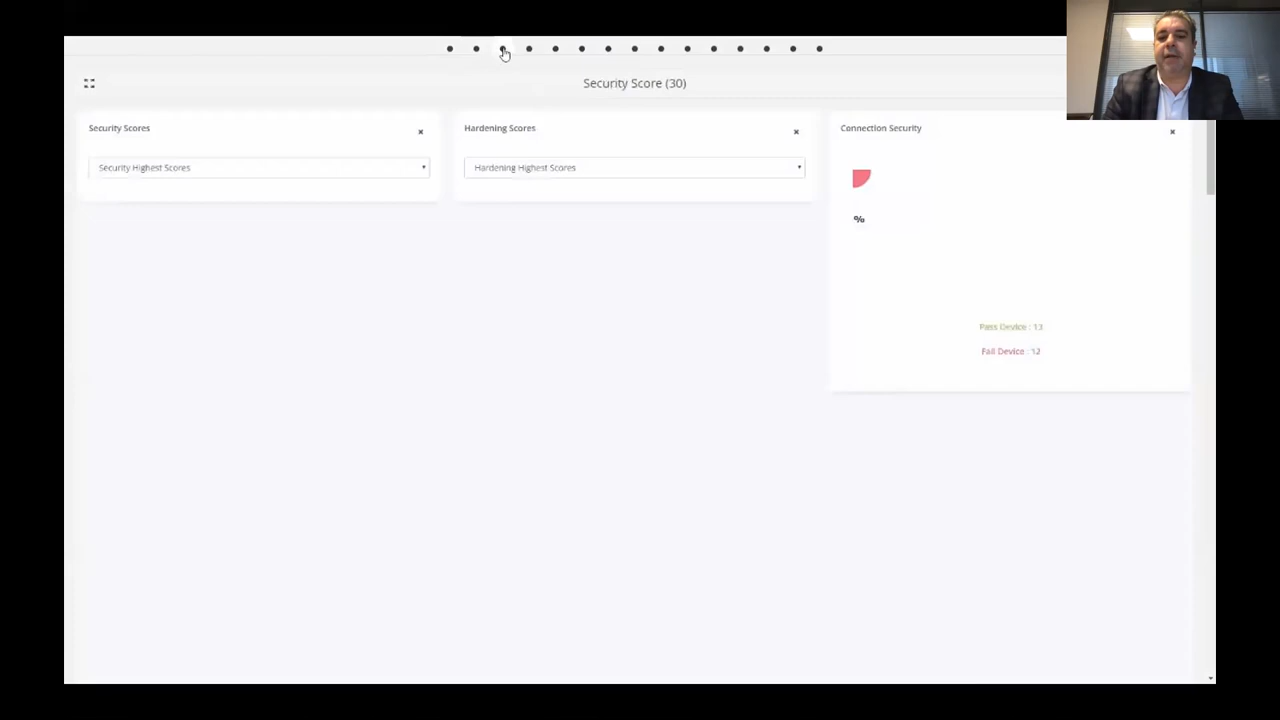 Security Score (30)
Security Scores
Security Highest Scores
Hardening Scores
Hardening Highest Scores
Connection Security
%
Pass Device : 13
Fail Device : 12